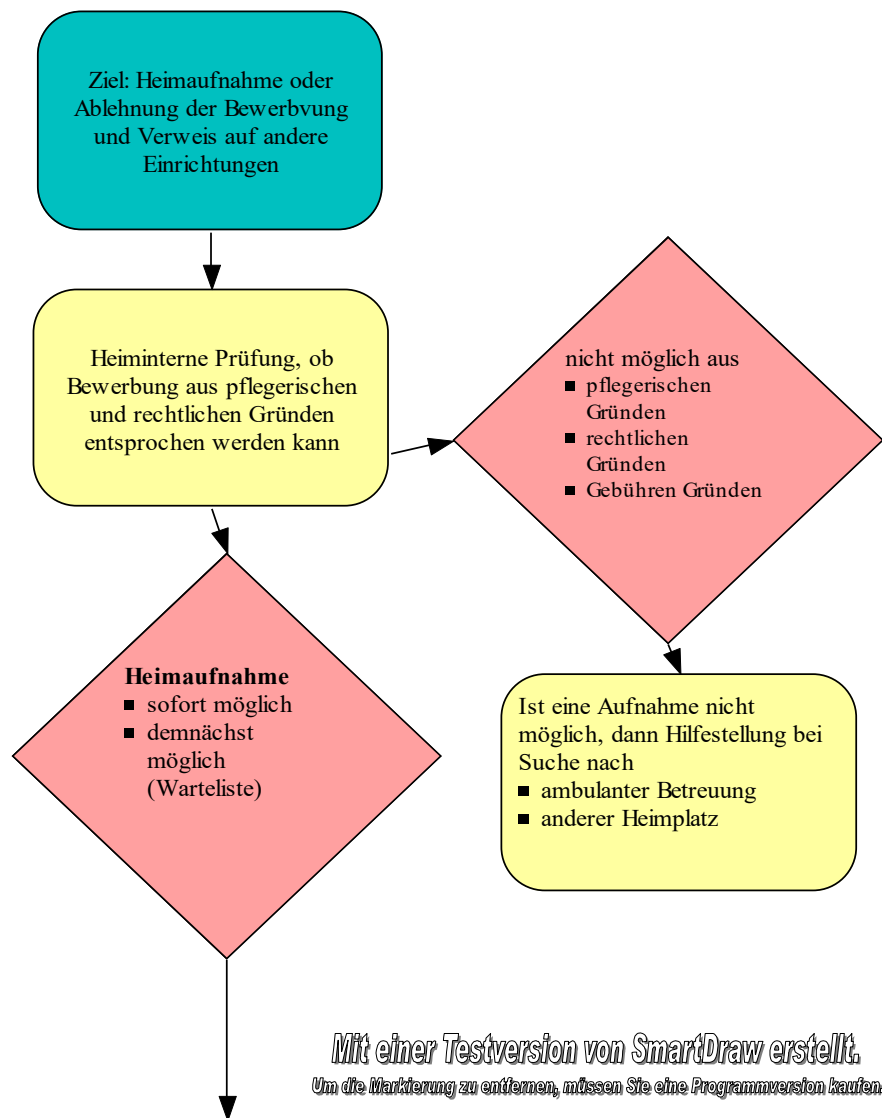 Ziel: Heimaufnahme oder
Ablehnung der Bewerbvung
und Verweis auf andere
Einrichtungen
Heiminterne Prüfung, ob
Bewerbung aus pflegerischen
und rechtlichen Gründen
entsprochen werden kann
nicht möglich aus
▪ pflegerischen
Gründen
▪ rechtlichen
Gründen
▪ Gebühren Gründen
Heimaufnahme
▪ sofort möglich
▪ demnächst
möglich
(Warteliste)
Ist eine Aufnahme nicht
möglich, dann Hilfestellung bei
Suche nach
▪ ambulanter Betreuung
▪ anderer Heimplatz
Mit einer Testversion von SmartDraw erstellt.
Um die Markierung zu entfernen, müssen Sie eine Programmversion kaufen.